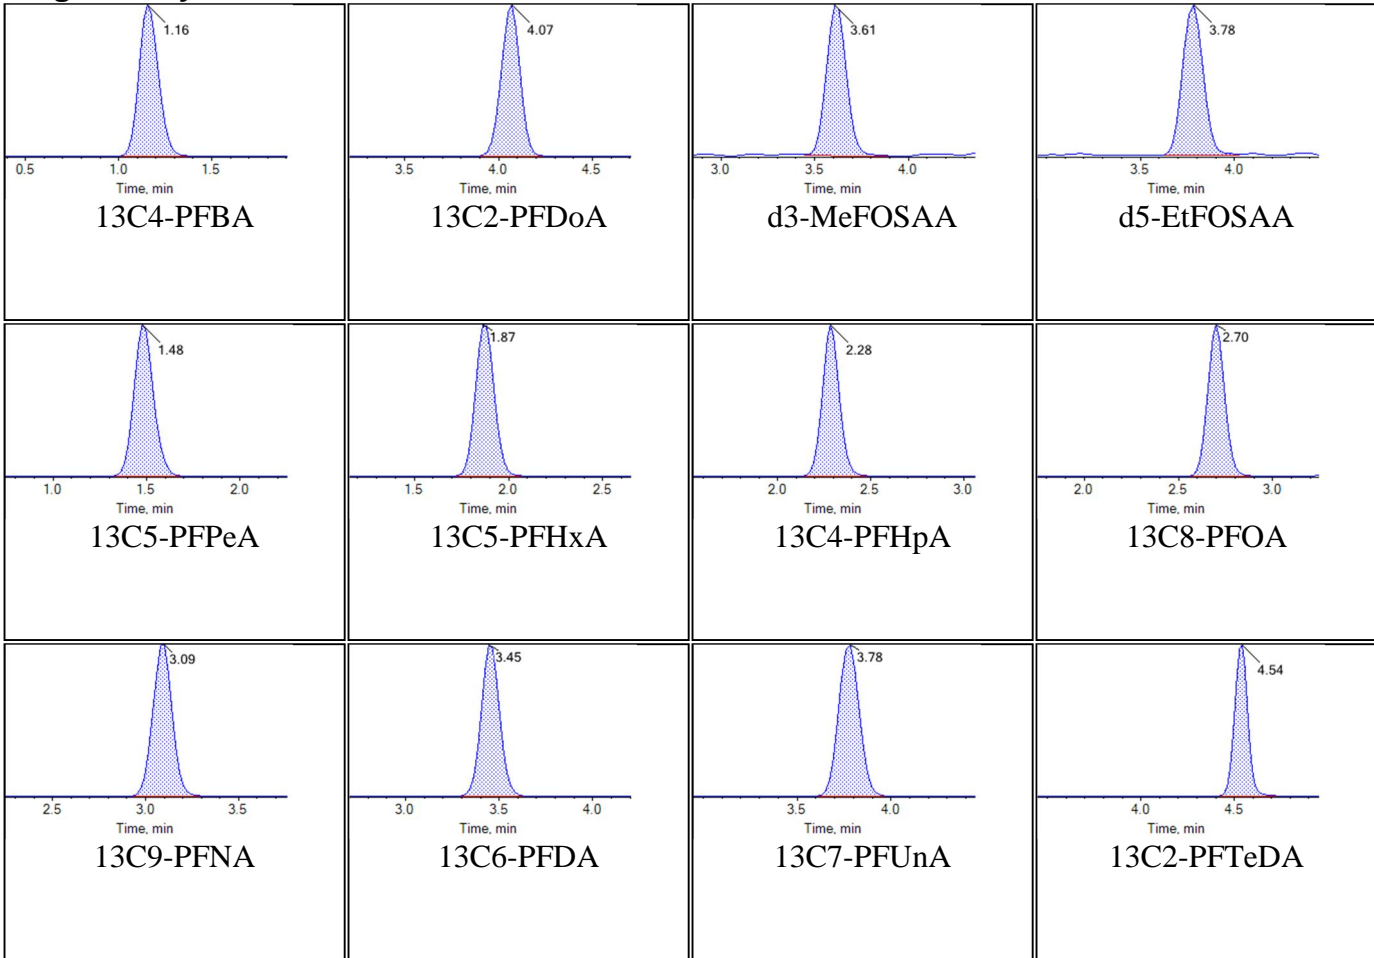 1.16
0.5 1.0 1.5
Time, min
13C4-PFBA
4.07
3.5 4.0 4.5
Time, min
13C2-PFDoA
3.61
3.0 3.5 4.0
Time, min
d3-MeFOSAA
3.78
3.5 4.0
Time, min
d5-EtFOSAA
1.48
1.0 1.5 2.0
Time, min
13C5-PFPeA
1.87
1.5 2.0 2.5
Time, min
13C5-PFHxA
2.28
2.0 2.5 3.0
Time, min
13C4-PFHpA
2.70
2.0 2.5 3.0
Time, min
13C8-PFOA
3.09
2.5 3.0 3.5
Time, min
13C9-PFNA
3.45
3.0 3.5 4.0
Time, min
13C6-PFDA
3.78
3.5 4.0
Time, min
13C7-PFUnA
4.54
4.0 4.5
Time, min
13C2-PFTeDA